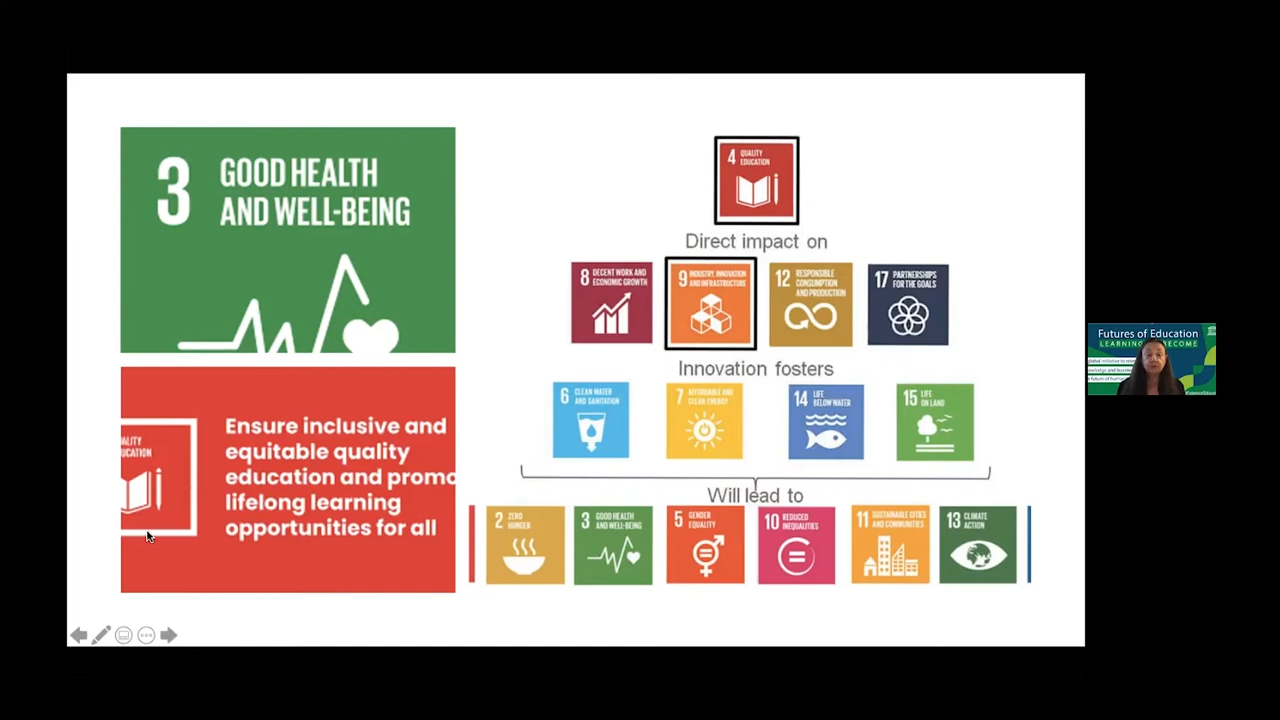 3 GOOD HEALTH
AND WELL-BEING
ALITY
UCATION
Ensure inclusive and
equitable quality
education and promo
lifelong learning
opportunities for all
4 QUALITY
EDUCATION
Direct impact on
8 DECENT WORK AND
ECONOMIC GROWTH
9 INDUSTRY, INNOVATION
AND INFRASTRUCTURE
12 RESPONSIBLE
CONSUMPTION
AND PRODUCTION
17 PARTNERSHIPS
FOR THE GOALS
Innovation fosters
6 CLEAN WATER
AND SANITATION
7 AFFORDABLE AND
CLEAN ENERGY
14 LIFE
BELOW WATER
15 LIFE
ON LAND
Will lead to
2 ZERO
HUNGER
3 GOOD HEALTH
AND WELL-BEING
5 GENDER
EQUALITY
10 REDUCED
INEQUALITIES
11 SUSTAINABLE CITIES
AND COMMUNITIES
13 CLIMATE
ACTION
Futures of Education
LEARNING BECOME